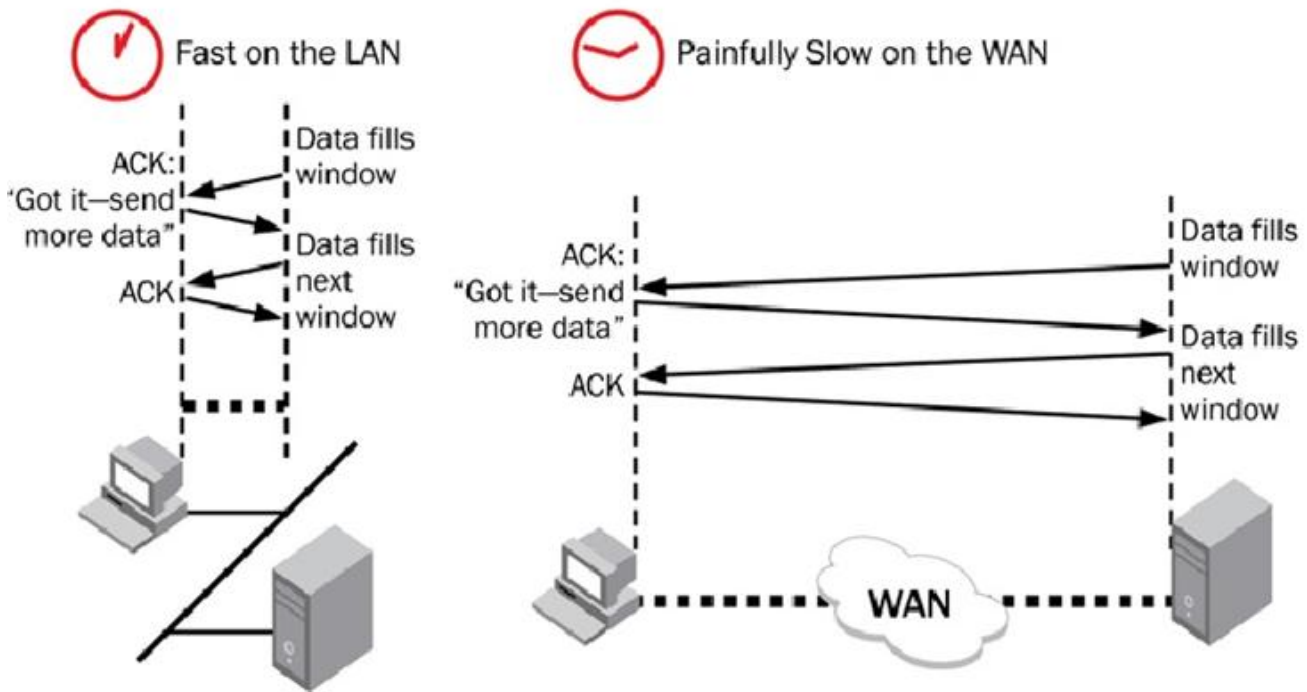 Fast on the LAN
Data fills
window
ACK:
"Got it—send
more data"
Data fills
next
window
ACK
Painfully Slow on the WAN
Data fills
window
ACK:
"Got it—send
more data"
Data fills
next
window
ACK
WAN